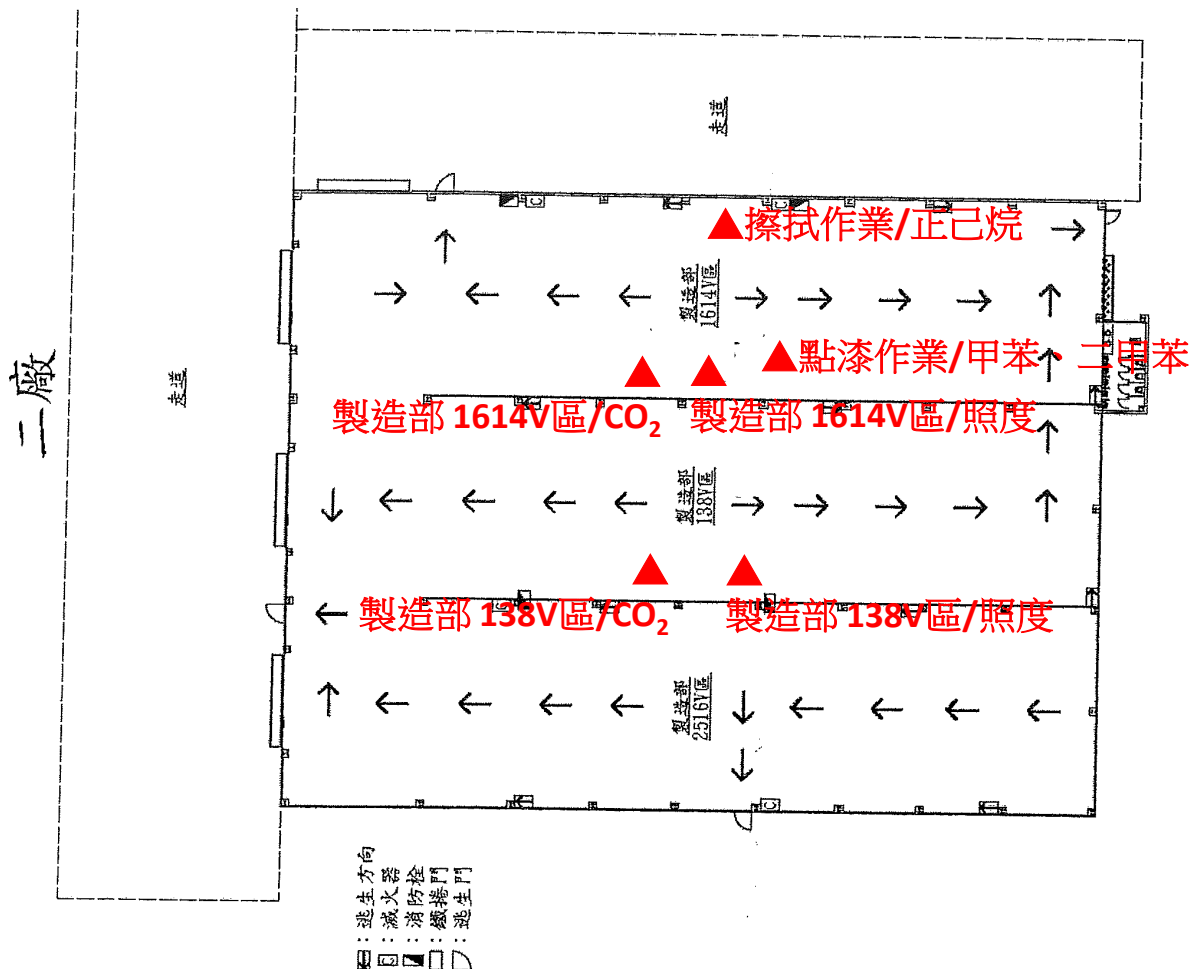 二廠
走道
走道
▲擦拭作業/正己烷
製造部
1614V區
▲點漆作業/甲苯、二甲苯
製造部 1614V區/CO₂
製造部 1614V區/照度
製造部
138V區
製造部 138V區/CO₂
製造部 138V區/照度
製造部
2516V區
：逃生方向
C：滅火器
：消防栓
：鐵捲門
：逃生門